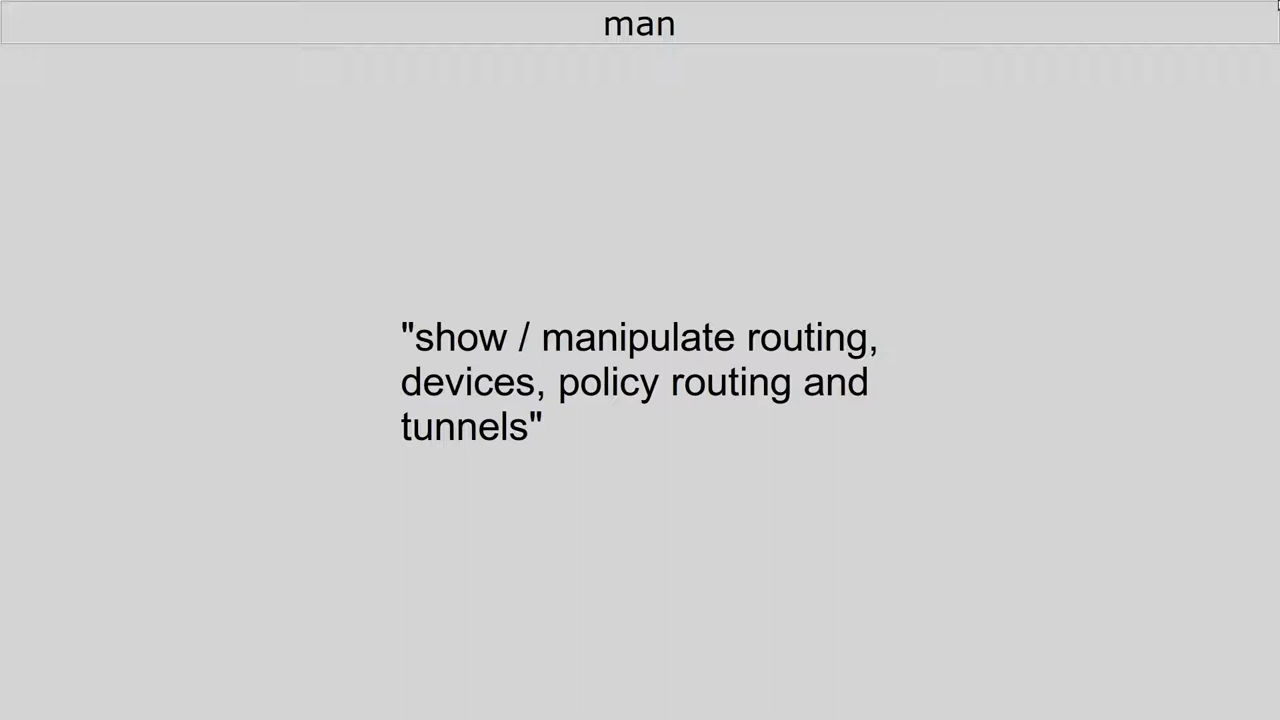 man
"show / manipulate routing,
devices, policy routing and
tunnels"